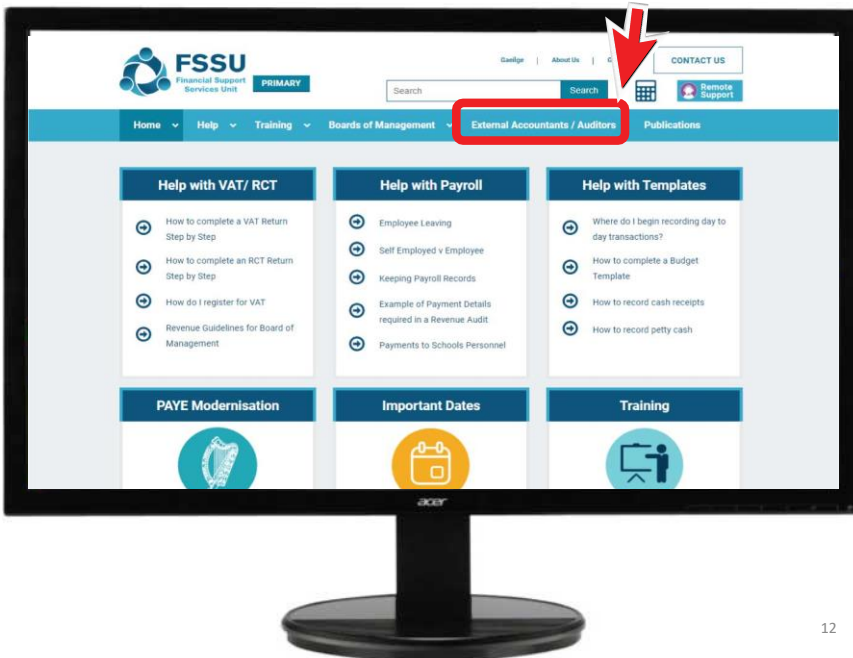 Gaeilge | About Us |
CONTACT US
FSSU
Financial Support
Services Unit
PRIMARY
Search
Search
Remote
Support
Home
Help
Training
Boards of Management
External Accountants / Auditors
Publications
Help with VAT/ RCT
How to complete a VAT Return
Step by Step
How to complete an RCT Return
Step by Step
How do I register for VAT
Revenue Guidelines for Board of
Management
Help with Payroll
Employee Leaving
Self Employed v Employee
Keeping Payroll Records
Example of Payment Details
required in a Revenue Audit
Payments to Schools Personnel
Help with Templates
Where do I begin recording day to
day transactions?
How to complete a Budget
Template
How to record cash receipts
How to record petty cash
PAYE Modernisation
Important Dates
Training
acer
12